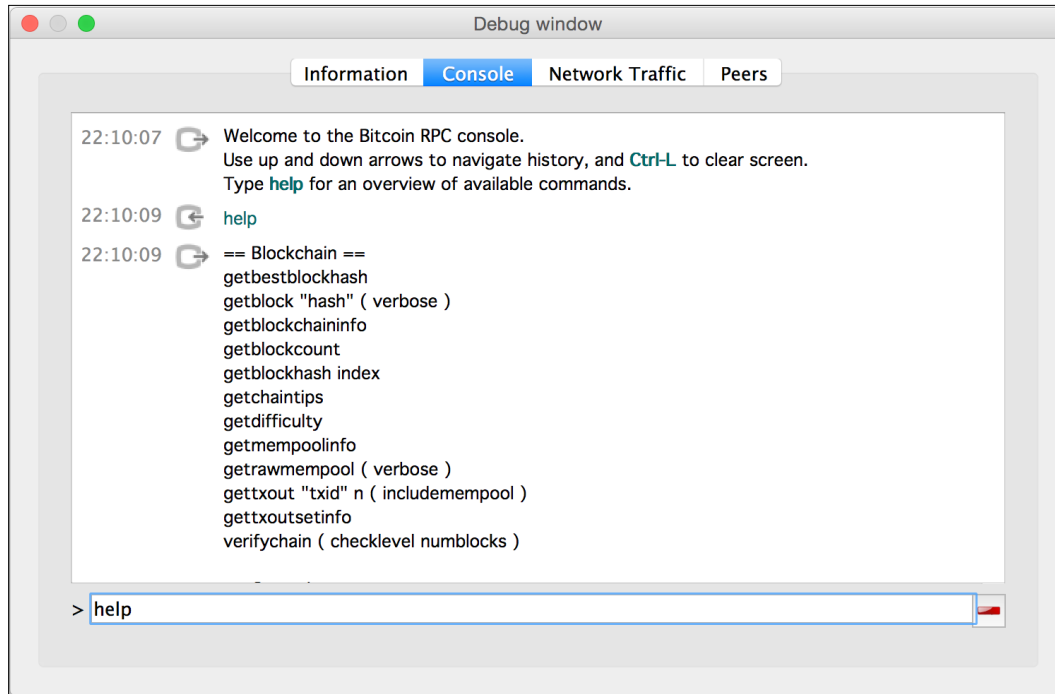 Debug window
Information Console Network Traffic Peers
22:10:07 Welcome to the Bitcoin RPC console.
Use up and down arrows to navigate history, and Ctrl-L to clear screen.
Type help for an overview of available commands.
22:10:09 help
22:10:09 == Blockchain ==
getbestblockhash
getblock "hash" ( verbose )
getblockchaininfo
getblockcount
getblockhash index
getchaintips
getdifficulty
getmempoolinfo
getrawmempool ( verbose )
gettxout "txid" n ( includemempool )
gettxoutsetinfo
verifychain ( checklevel numblocks )
> help